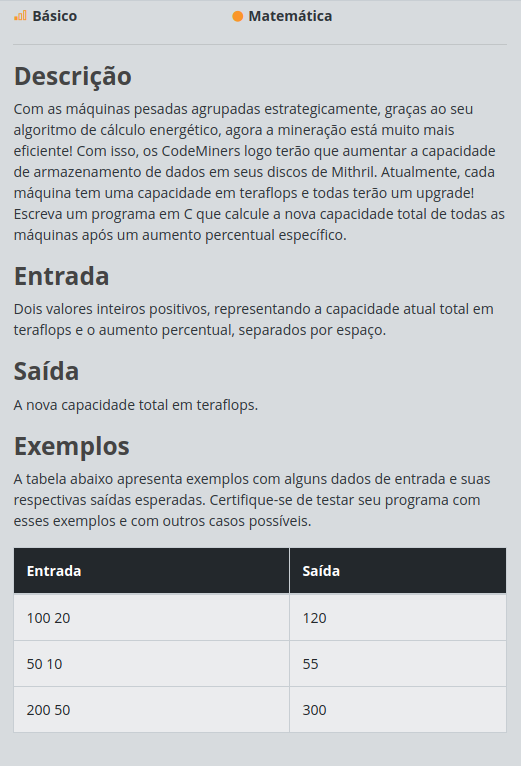 Básico
Matemática
Descrição
Com as máquinas pesadas agrupadas estrategicamente, graças ao seu
algoritmo de cálculo energético, agora a mineração está muito mais
eficiente! Com isso, os CodeMiners logo terão que aumentar a capacidade
de armazenamento de dados em seus discos de Mithril. Atualmente, cada
máquina tem uma capacidade em teraflops e todas terão um upgrade!
Escreva um programa em C que calcule a nova capacidade total de todas as
máquinas após um aumento percentual específico.
Entrada
Dois valores inteiros positivos, representando a capacidade atual total em
teraflops e o aumento percentual, separados por espaço.
Saída
A nova capacidade total em teraflops.
Exemplos
A tabela abaixo apresenta exemplos com alguns dados de entrada e suas
respectivas saídas esperadas. Certifique-se de testar seu programa com
esses exemplos e com outros casos possíveis.
Entrada Saída
100 20 120
50 10 55
200 50 300